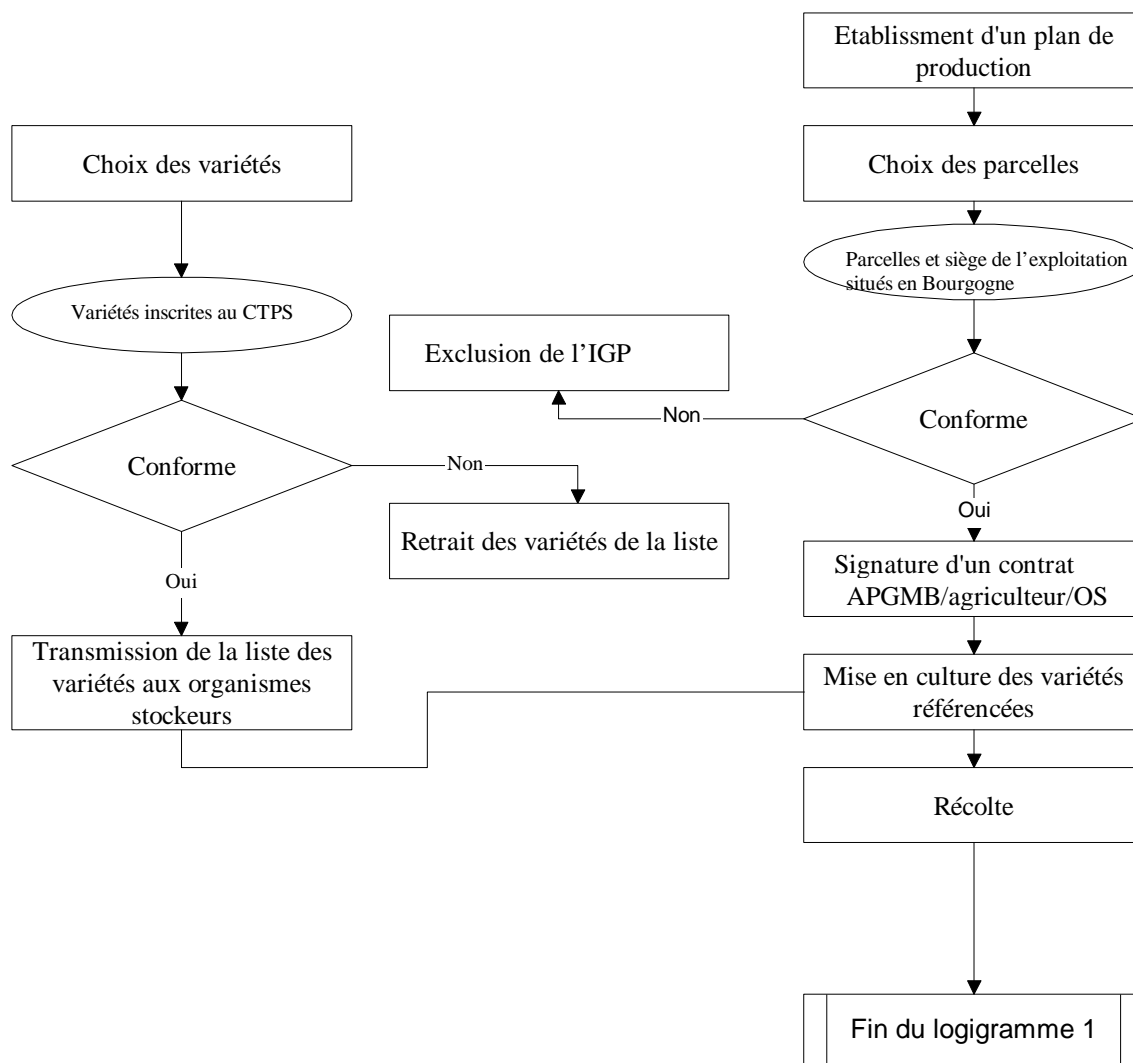 Etablissment d'un plan de
production
Choix des variétés
Choix des parcelles
Parcelles et siège de l’exploitation
situés en Bourgogne
Variétés inscrites au CTPS
Exclusion de l’IGP
Non
Conforme
Conforme
Non
Oui
Retrait des variétés de la liste
Signature d'un contrat
APGMB/agriculteur/OS
Oui
Transmission de la liste des
variétés aux organismes
stockeurs
Mise en culture des variétés
référencées
Récolte
Fin du logigramme 1